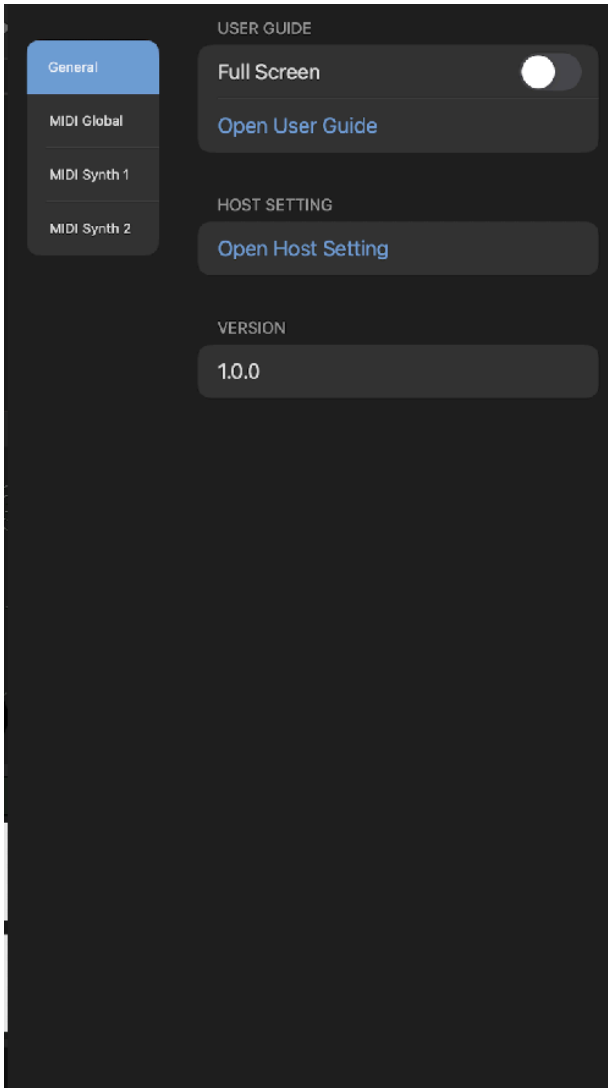 General
MIDI Global
MIDI Synth 1
MIDI Synth 2
USER GUIDE
Full Screen
Open User Guide
HOST SETTING
Open Host Setting
VERSION
1.0.0